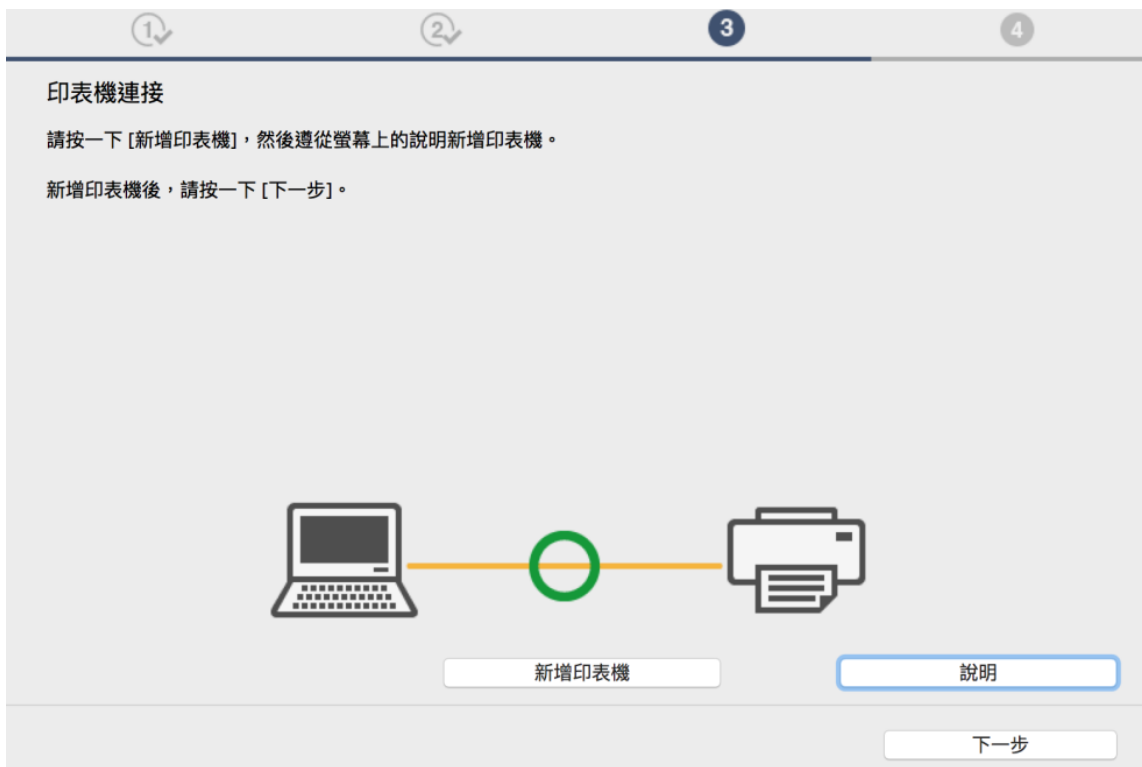 1 2 3 4
印表機連接
請按一下 [新增印表機]，然後遵從螢幕上的說明新增印表機。
新增印表機後，請按一下 [下一步]。
新增印表機 說明
下一步